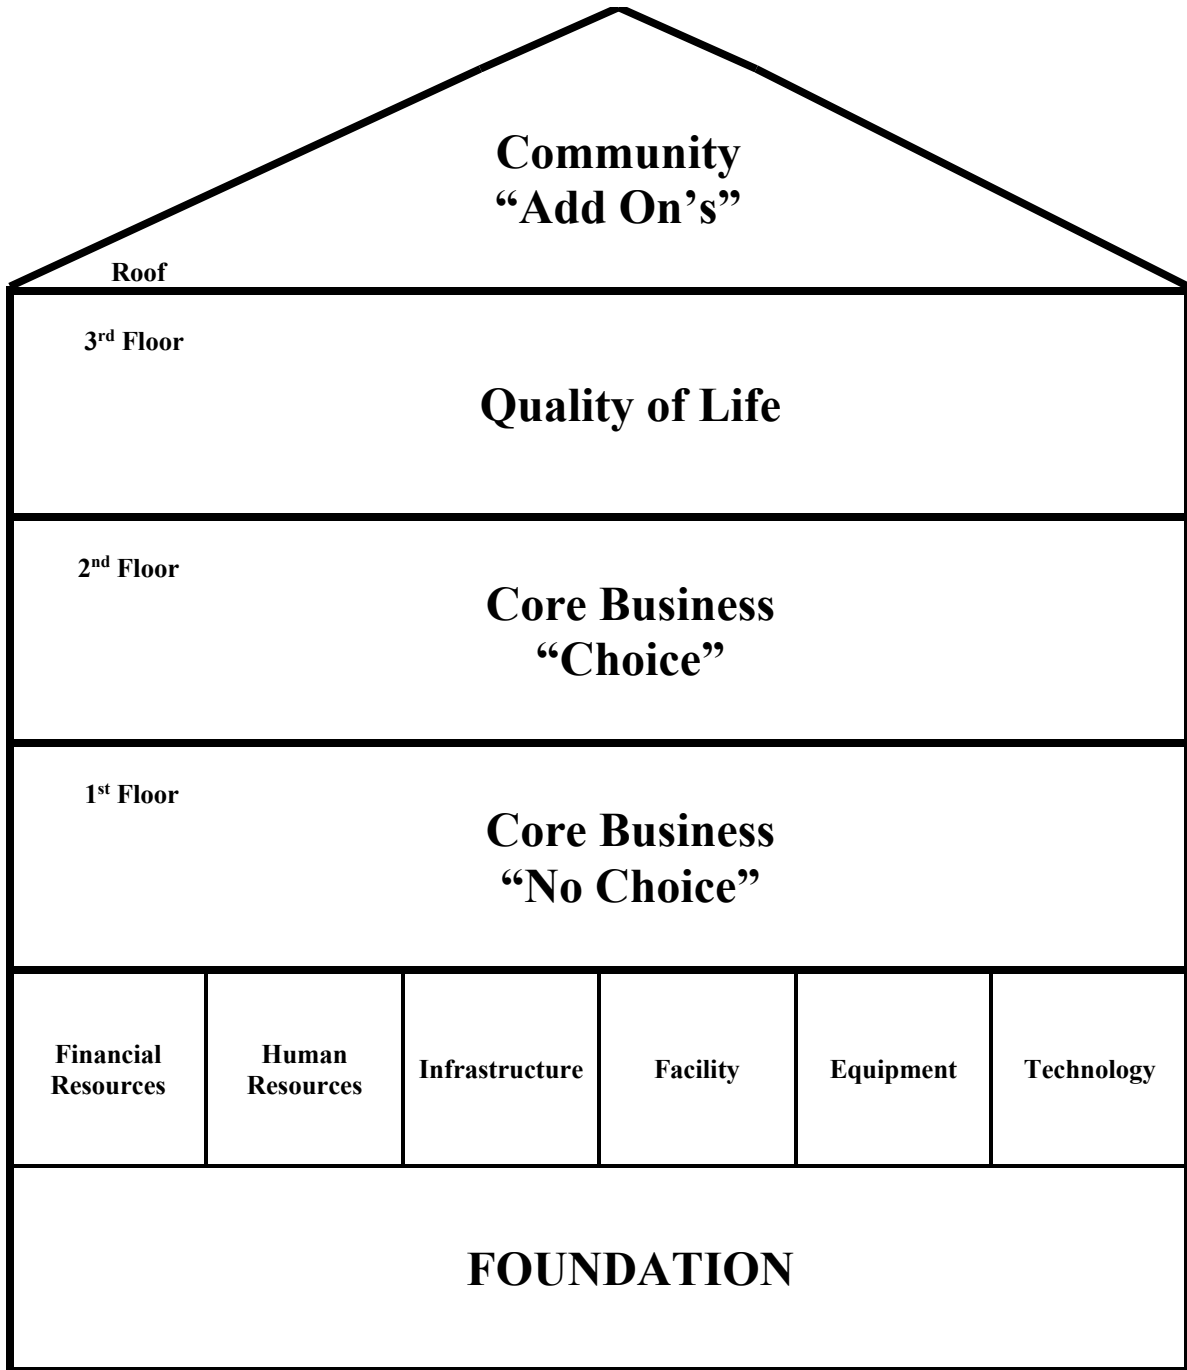 Community
“Add On’s”
Roof
3rd Floor
Quality of Life
2nd Floor
Core Business
“Choice”
1st Floor
Core Business
“No Choice”
Financial
Resources
Human
Resources
Infrastructure
Facility
Equipment
Technology
FOUNDATION